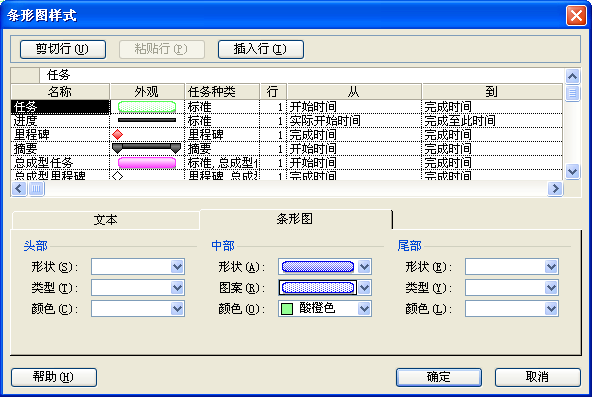 条形图样式
剪切行(U) 粘贴行(P) 插入行(I)
任务
名称 外观 任务种类 行 从 到
任务 标准 1 开始时间 完成时间
进度 标准 1 实际开始时间 完成至此时间
里程碑 里程碑 1 完成时间 完成时间
摘要 摘要 1 开始时间 完成时间
总成型任务 标准, 总成型 1 开始时间 完成时间
总成型里程碑 里程碑, 总成 1 完成时间 完成时间
文本 条形图
头部 中部 尾部
形状(S): 形状(A): 形状(E):
类型(T): 图案(R): 类型(Y):
颜色(C): 颜色(O): 酸橙色 颜色(L):
帮助(H) 确定 取消